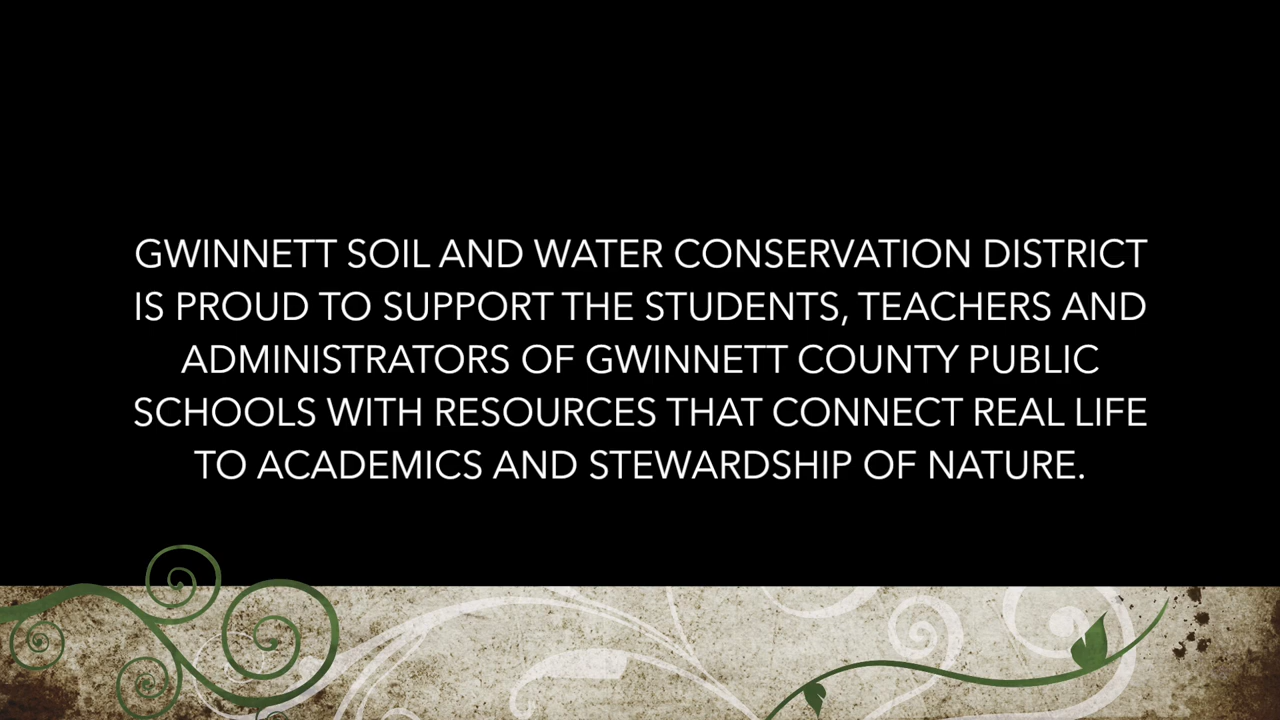 GWINNETT SOIL AND WATER CONSERVATION DISTRICT
IS PROUD TO SUPPORT THE STUDENTS, TEACHERS AND
ADMINISTRATORS OF GWINNETT COUNTY PUBLIC
SCHOOLS WITH RESOURCES THAT CONNECT REAL LIFE
TO ACADEMICS AND STEWARDSHIP OF NATURE.